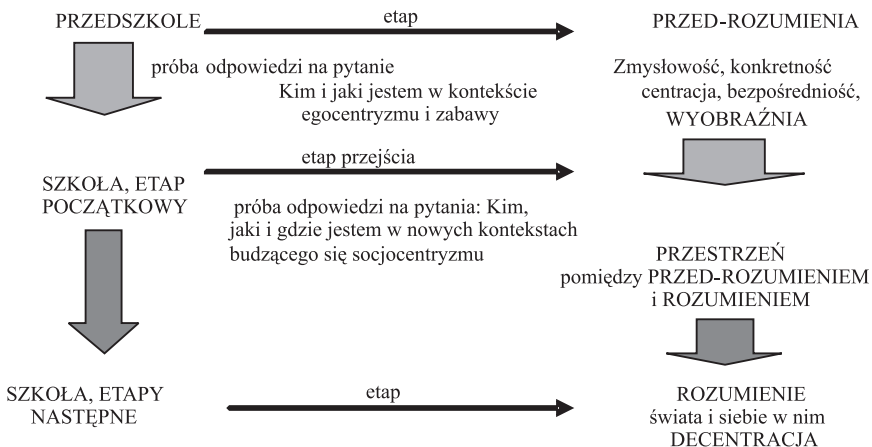 PRZEDSZKOLE
etap
PRZED-ROZUMIENIA
próba odpowiedzi na pytanie
Kim i jaki jestem w kontekście
egocentryzmu i zabawy
Zmysłowość, konkretność
centracja, bezpośredniość,
WYOBRAŹNIA
etap przejścia
SZKOŁA, ETAP
POCZĄTKOWY
próba odpowiedzi na pytania: Kim,
jaki i gdzie jestem w nowych kontekstach
budzącego się socjocentryzmu
PRZESTRZEŃ
pomiędzy PRZED-ROZUMIENIEM
i ROZUMIENIEM
SZKOŁA, ETAPY
NASTĘPNE
etap
ROZUMIENIE
świata i siebie w nim
DECENTRACJA